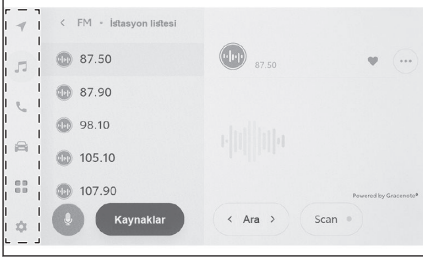 FM • İstasyon listesi
87.50
87.90
98.10
105.10
107.90
Kaynaklar
87.50
Powered by Gracenote®
Ara
Scan